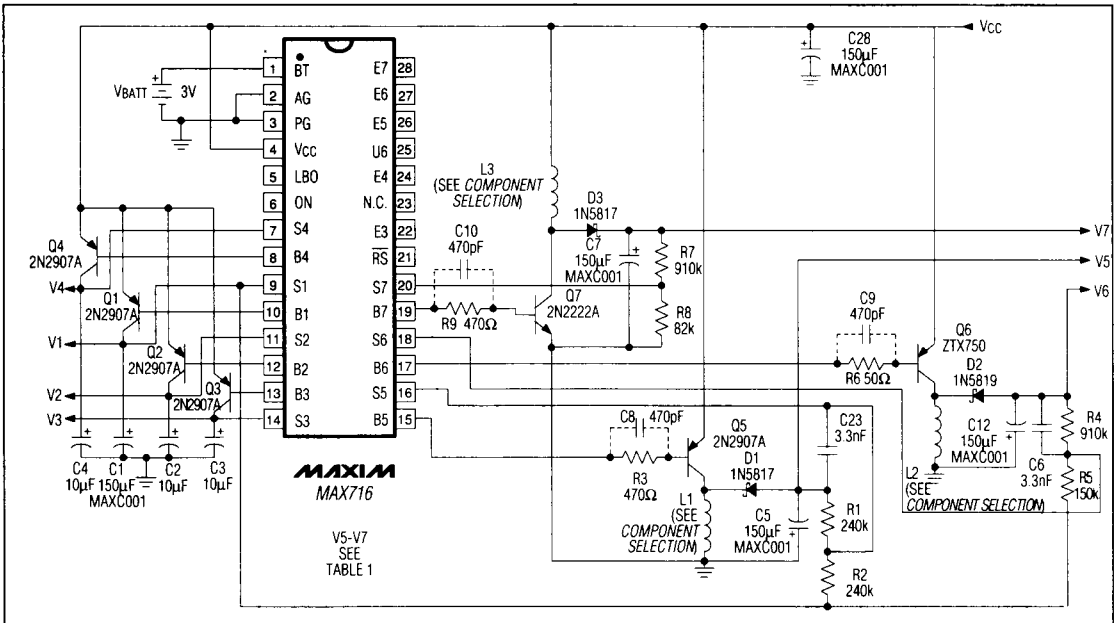 Vcc
C28
150µF
MAXC001
VBATT
3V
1 BT
2 AG
3 PG
4 Vcc
5 LBO
6 ON
7 S4
8 B4
9 S1
10 B1
11 S2
12 B2
13 B3
14 S3
E7 28
E6 27
E5 26
U6 25
E4 24
N.C. 23
E3 22
RS 21
S7 20
B7 19
S6 18
B6 17
S5 16
B5 15
MAXIM
MAX716
V5-V7
SEE
TABLE 1
Q4
2N2907A
V4
Q1
2N2907A
V1
Q2
2N2907A
V2
Q3
2N2907A
V3
C4
10µF
C1
150µF
MAXC001
C2
10µF
C3
10µF
L3
(SEE COMPONENT
SELECTION)
D3
1N5817
C10
470pF
R9 470Ω
C7
150µF
MAXC001
Q7
2N2222A
R7
910k
R8
82k
V7
V5
V6
C9
470pF
R6 50Ω
Q6
ZTX750
D2
1N5819
C12
150µF
MAXC001
C6
3.3nF
R4
910k
R5
150k
L2
(SEE
COMPONENT SELECTION)
C8
470pF
R3
470Ω
Q5
2N2907A
D1
1N5817
L1
(SEE
COMPONENT
SELECTION)
C5
150µF
MAXC001
C23
3.3nF
R1
240k
R2
240k